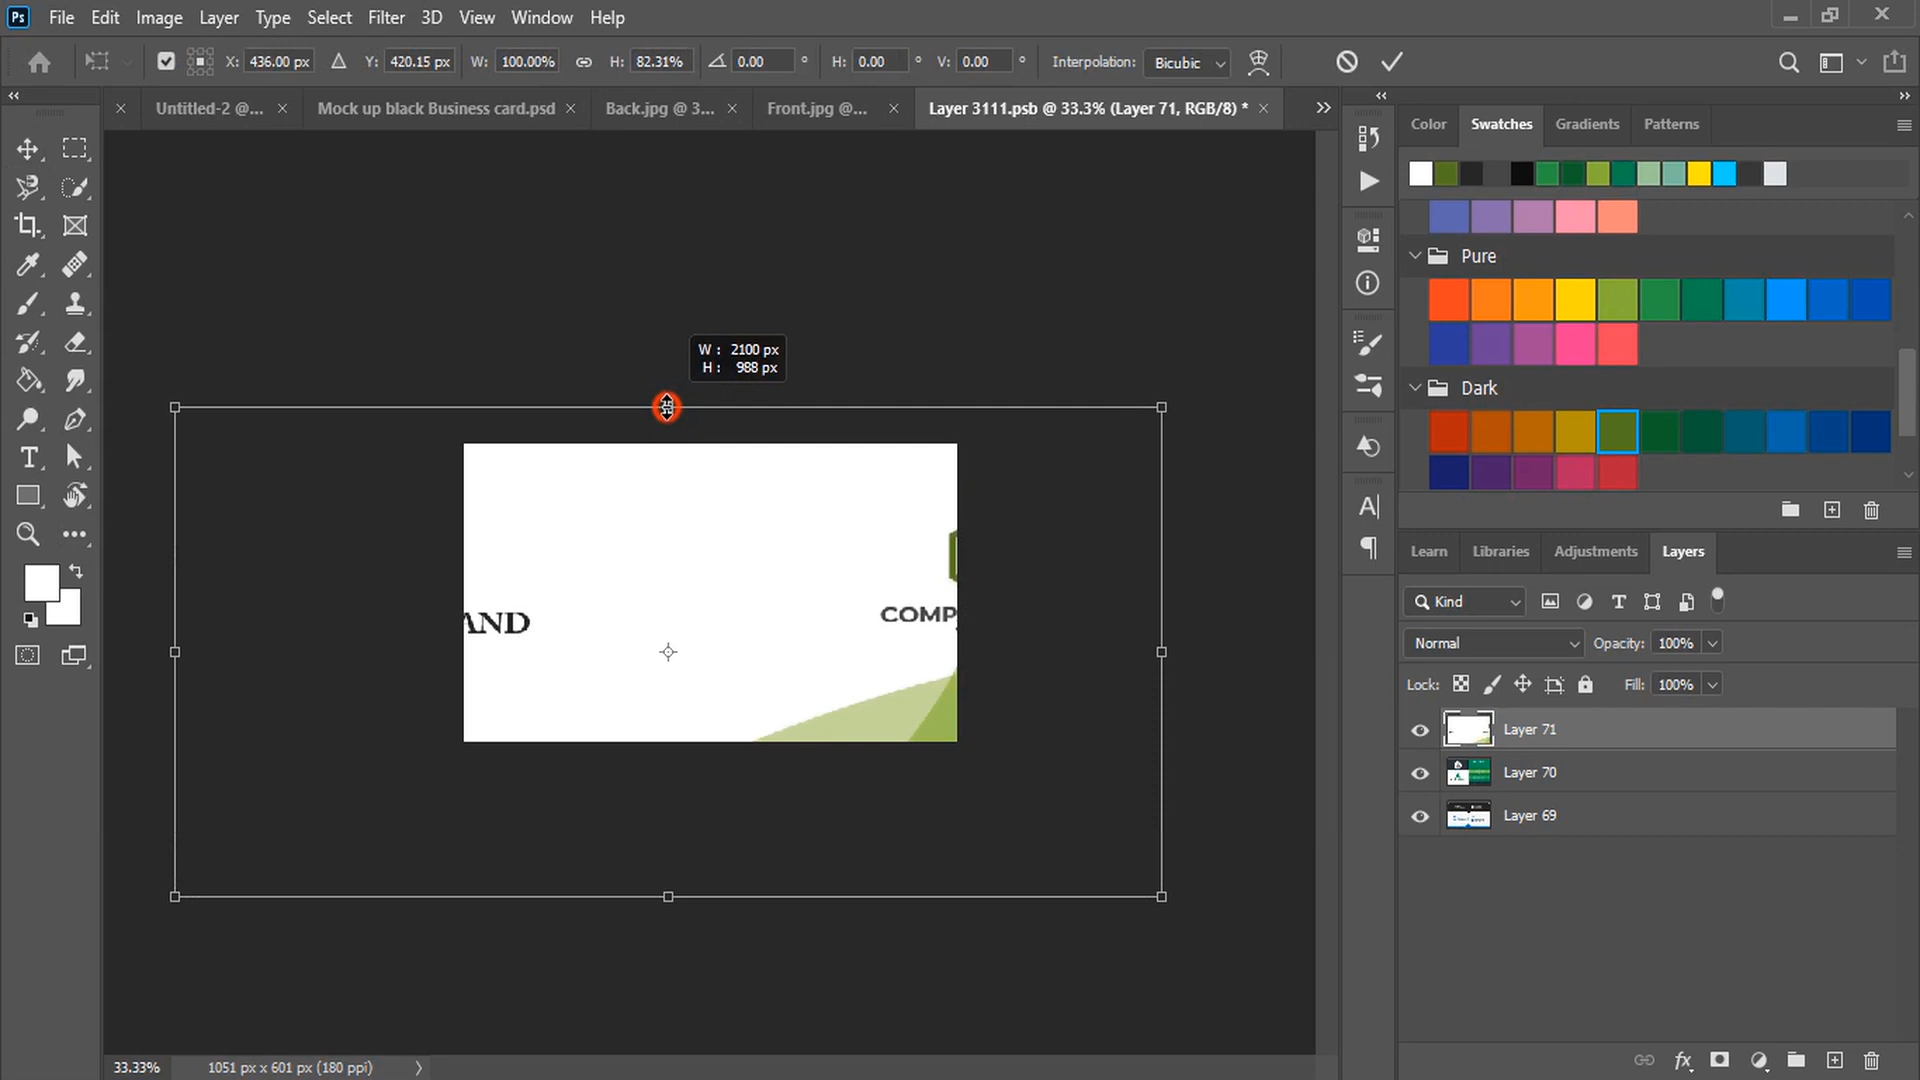 Ps File Edit Image Layer Type Select Filter 3D View Window Help
X: 436.00 px Y: 420.15 px W: 100.00% H: 82.31% 0.00 ° H: 0.00 ° V: 0.00 ° Interpolation: Bicubic
Untitled-2 @... Mock up black Business card.psd Back.jpg @ 3... Front.jpg @... Layer 3111.psb @ 33.3% (Layer 71, RGB/8) *
Color Swatches Gradients Patterns
Pure
Dark
W : 2100 px
H : 988 px
AND
COMP
Learn Libraries Adjustments Layers
Kind
Normal Opacity: 100%
Lock: Fill: 100%
Layer 71
Layer 70
Layer 69
33.33% 1051 px x 601 px (180 ppi)